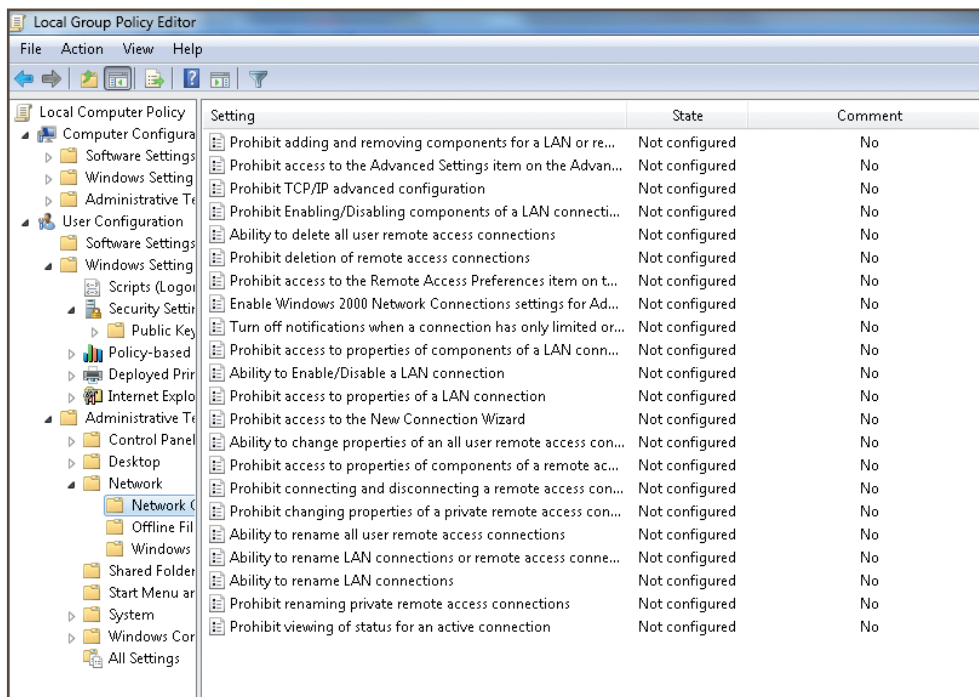 Local Group Policy Editor
File Action View Help
Local Computer Policy
Computer Configura
Software Settings
Windows Setting
Administrative Te
User Configuration
Software Settings
Windows Setting
Scripts (Logor
Security Settin
Public Key
Policy-based
Deployed Prin
Internet Explo
Administrative Te
Control Panel
Desktop
Network
Network C
Offline Fil
Windows
Shared Folder
Start Menu an
System
Windows Cor
All Settings
Setting State Comment
Prohibit adding and removing components for a LAN or re... Not configured No
Prohibit access to the Advanced Settings item on the Advan... Not configured No
Prohibit TCP/IP advanced configuration Not configured No
Prohibit Enabling/Disabling components of a LAN connecti... Not configured No
Ability to delete all user remote access connections Not configured No
Prohibit deletion of remote access connections Not configured No
Prohibit access to the Remote Access Preferences item on t... Not configured No
Enable Windows 2000 Network Connections settings for Ad... Not configured No
Turn off notifications when a connection has only limited or... Not configured No
Prohibit access to properties of components of a LAN conn... Not configured No
Ability to Enable/Disable a LAN connection Not configured No
Prohibit access to properties of a LAN connection Not configured No
Prohibit access to the New Connection Wizard Not configured No
Ability to change properties of an all user remote access con... Not configured No
Prohibit access to properties of components of a remote ac... Not configured No
Prohibit connecting and disconnecting a remote access con... Not configured No
Prohibit changing properties of a private remote access con... Not configured No
Ability to rename all user remote access connections Not configured No
Ability to rename LAN connections or remote access conne... Not configured No
Ability to rename LAN connections Not configured No
Prohibit renaming private remote access connections Not configured No
Prohibit viewing of status for an active connection Not configured No